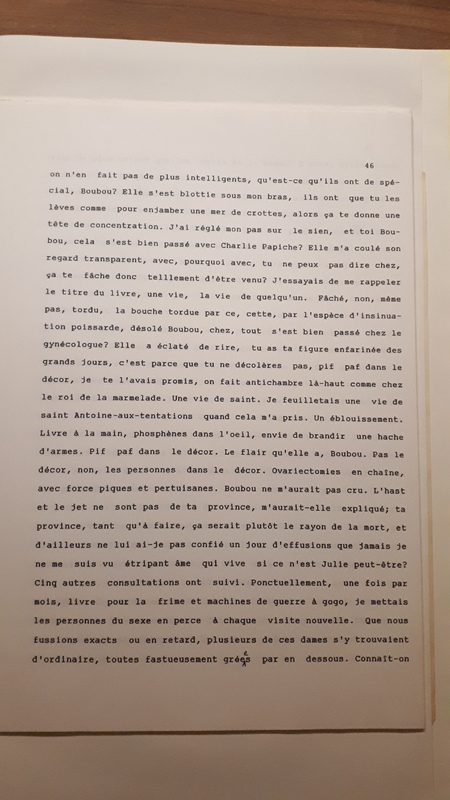 46
on n'en fait pas de plus intelligents, qu'est-ce qu'ils ont de spé-
cial, Boubou? Elle s'est blottie sous mon bras, ils ont que tu les
lèves comme pour enjamber une mer de crottes, alors ça te donne une
tête de concentration. J'ai réglé mon pas sur le sien, et toi Bou-
bou, cela s'est bien passé avec Charlie Papiche? Elle m'a coulé son
regard transparent, avec, pourquoi avec, tu ne peux pas dire chez,
ça te fâche donc telllement d'être venu? J'essayais de me rappeler
le titre du livre, une vie, la vie de quelqu'un. Fâché, non, même
pas, tordu, la bouche tordue par ce, cette, par l'espèce d'insinua-
tion poissarde, désolé Boubou, chez, tout s'est bien passé chez le
gynécologue? Elle a éclaté de rire, tu as ta figure enfarinée des
grands jours, c'est parce que tu ne décolères pas, pif paf dans le
décor, je te l'avais promis, on fait antichambre là-haut comme chez
le roi de la marmelade. Une vie de saint. Je feuilletais une vie de
saint Antoine-aux-tentations quand cela m'a pris. Un éblouissement.
Livre à la main, phosphènes dans l'oeil, envie de brandir une hache
d'armes. Pif paf dans le décor. Le flair qu'elle a, Boubou. Pas le
décor, non, les personnes dans le décor. Ovariectomies en chaîne,
avec force piques et pertuisanes. Boubou ne m'aurait pas cru. L'hast
et le jet ne sont pas de ta province, m'aurait-elle expliqué; ta
province, tant qu'à faire, ça serait plutôt le rayon de la mort, et
d'ailleurs ne lui ai-je pas confié un jour d'effusions que jamais je
ne me suis vu étripant âme qui vive si ce n'est Julie peut-être?
Cinq autres consultations ont suivi. Ponctuellement, une fois par
mois, livre pour la frime et machines de guerre à gogo, je mettais
les personnes du sexe en perce à chaque visite nouvelle. Que nous
fussions exacts ou en retard, plusieurs de ces dames s'y trouvaient
d'ordinaire, toutes fastueusement gréées par en dessous. Connaît-on